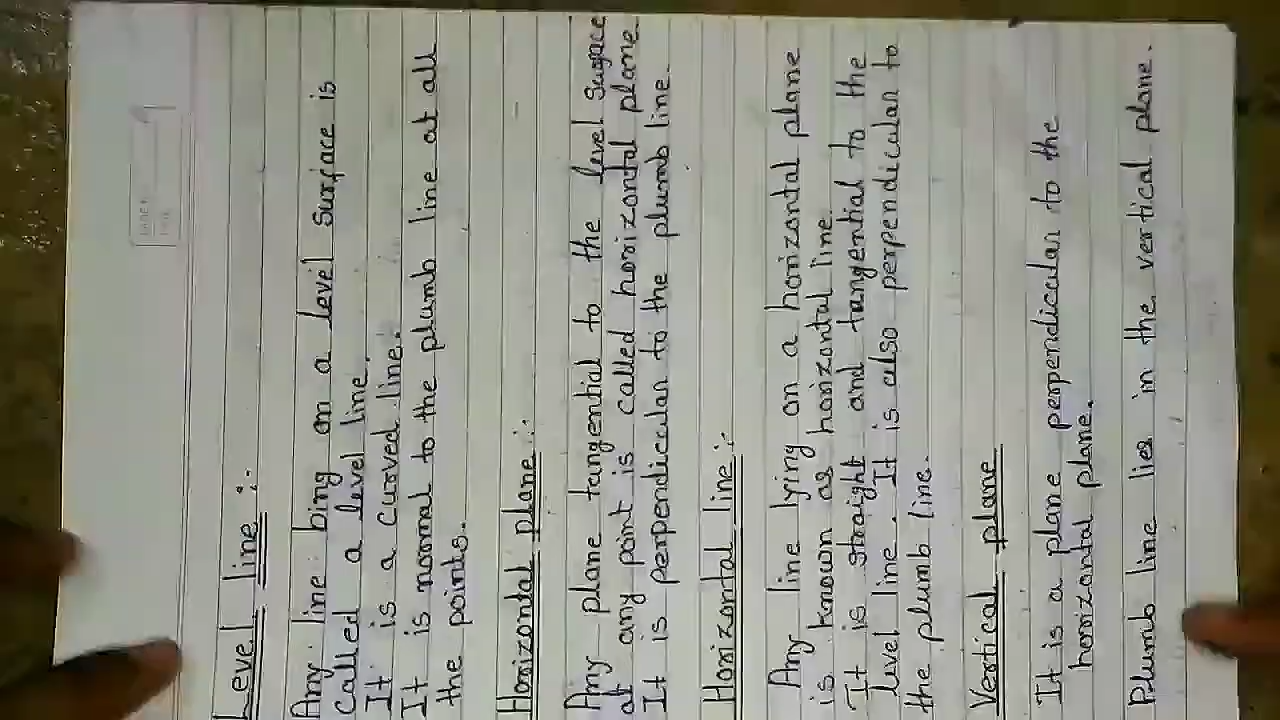 Level line :-
Any line bing on a level surface is
called a level line.
It is a curved line.
It is normal to the plumb line at all
the points.
Horizontal plane :-
Any plane tangential to the level surface
at any point is called horizontal plane
It is perpendicular to the plumb line.
Horizontal line :-
Any line lying on a horizontal plane
is known as horizontal line
It is straight and tangential to the
level line. It is also perpendicular to
the plumb line.
Vertical plane
It is a plane perpendicular to the
horizontal plane.
Plumb line lies in the vertical plane.